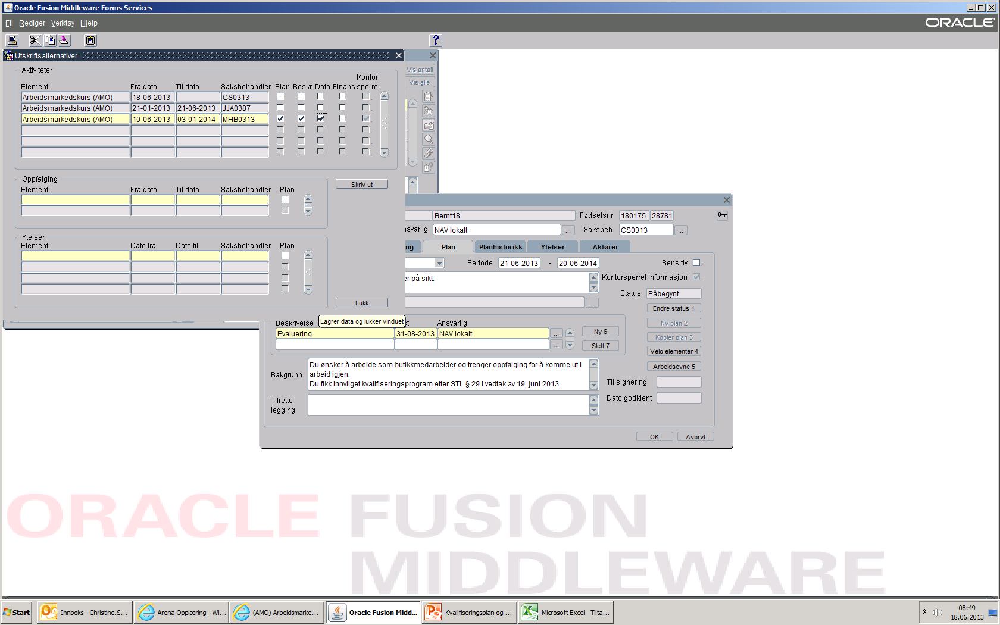 Oracle Fusion Middleware Forms Services
Fil Rediger Verktøy Hjelp
ORACLE
Utskriftsalternativer
Vis antall
Vis alle
Aktiviteter
Kontor
Element Fra dato Til dato Saksbehandler Plan Beskr. Dato Finans. sperre
Arbeidsmarkedskurs (AMO) 18-06-2013 CS0313
Arbeidsmarkedskurs (AMO) 21-01-2013 21-06-2013 JJA0387
Arbeidsmarkedskurs (AMO) 10-06-2013 03-01-2014 MHB0313
Oppfølging
Element Fra dato Til dato Saksbehandler Plan
Skriv ut
Ytelser
Element Dato fra Dato til Saksbehandler Plan
Lukk
Lagrer data og lukker vinduet
Bernt18 Fødselsnr 180175 28781
nsvarlig NAV lokalt ... Saksbeh. CS0313 ...
ng Plan Planhistorikk Ytelser Aktører
Periode 21-06-2013 - 20-06-2014 Sensitiv
er på sikt. Kontorsperret informasjon
Status Påbegynt
...
Endre status 1
Ny plan 2
Kopier plan 3
Velg elementer 4
Arbeidsevne 5
Beskrivelse st Ansvarlig
Evaluering 31-08-2013 NAV lokalt ... Ny 6
... Slett 7
Bakgrunn
Du ønsker å arbeide som butikkmedarbeider og trenger oppfølging for å komme ut i
arbeid igjen.
Du fikk innvilget kvalifiseringsprogram etter STL § 29 i vedtak av 19. juni 2013.
Til signering
Dato godkjent
Tilrette-
legging
OK Avbryt
ORACLE FUSION
MIDDLEWARE
Start Innboks - Christine.S... Arena Opplæring - Wi... (AMO) Arbeidsmarke... Oracle Fusion Midd... Kvalifiseringsplan og ... Microsoft Excel - Tilta...
08:49
18.06.2013